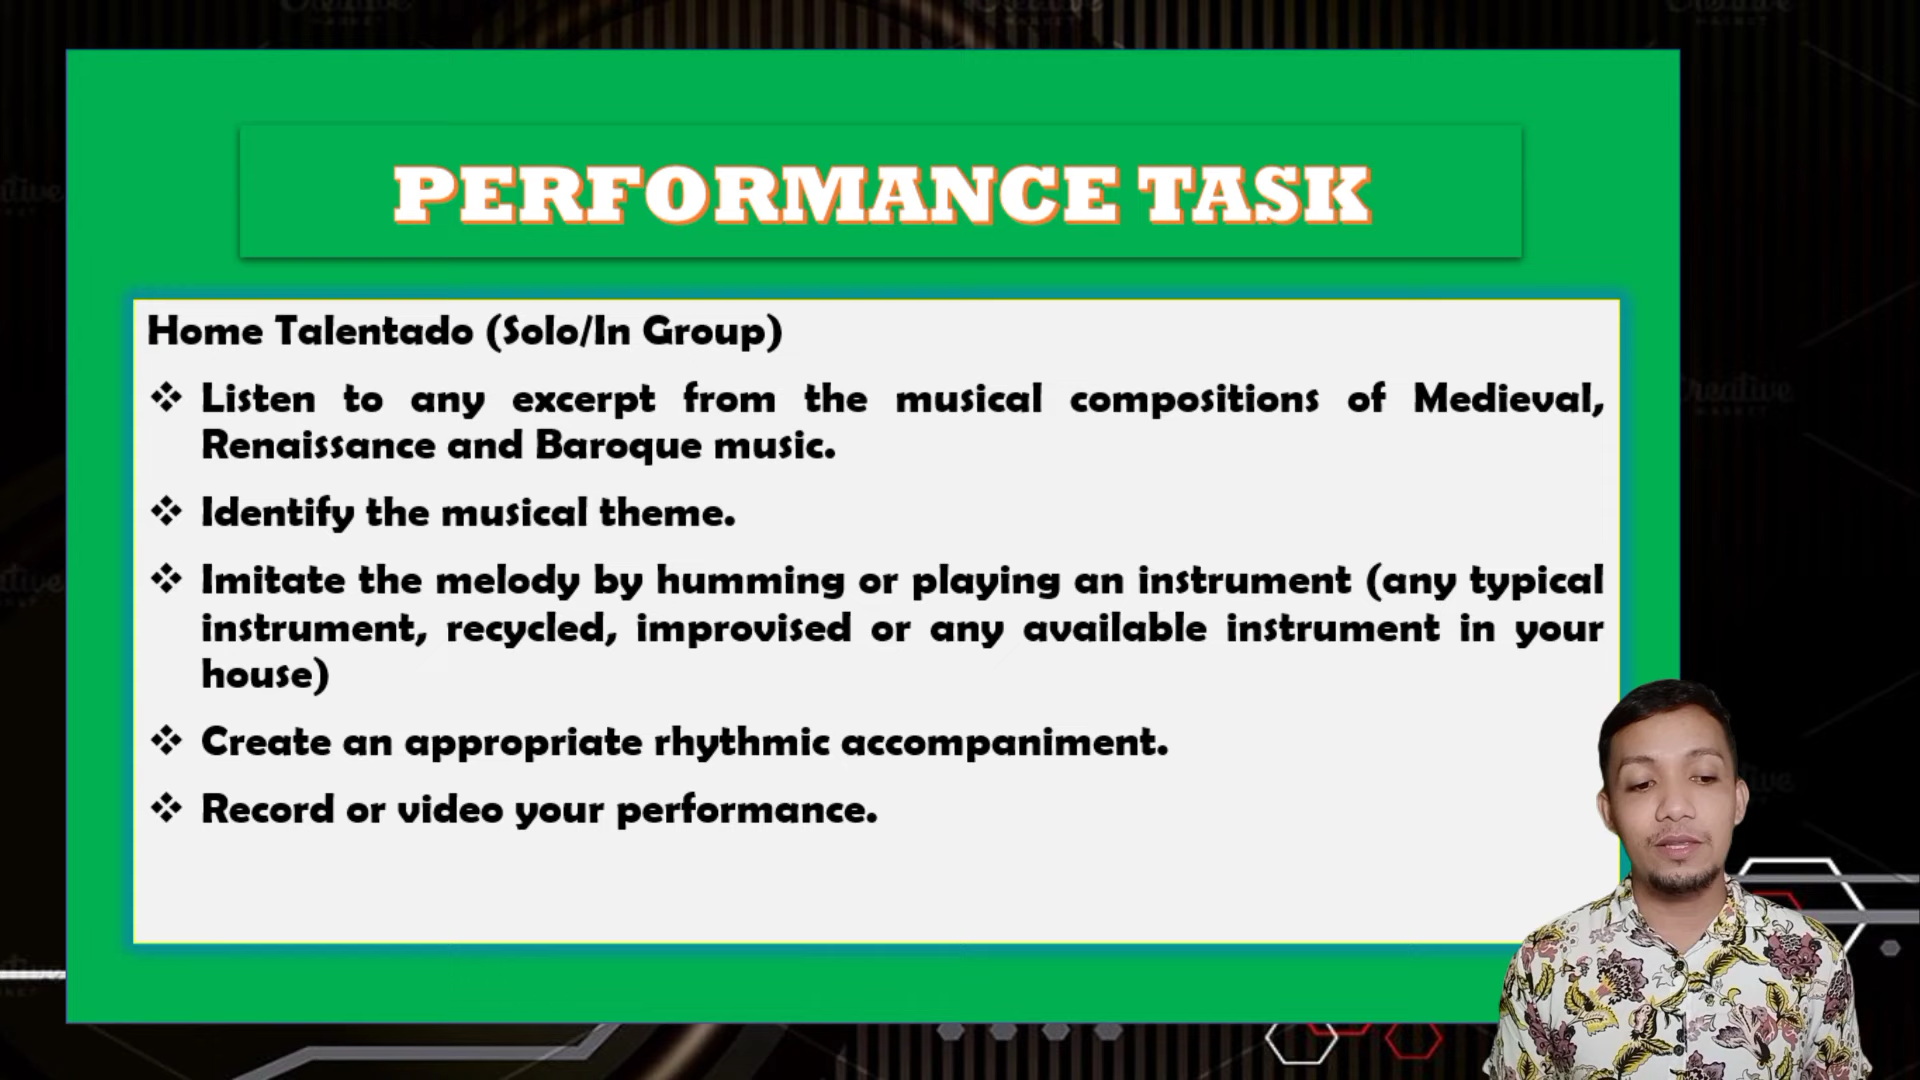 PERFORMANCE TASK
Home Talentado (Solo/In Group)
❖ Listen to any excerpt from the musical compositions of Medieval,
Renaissance and Baroque music.
❖ Identify the musical theme.
❖ Imitate the melody by humming or playing an instrument (any typical
instrument, recycled, improvised or any available instrument in your
house)
❖ Create an appropriate rhythmic accompaniment.
❖ Record or video your performance.